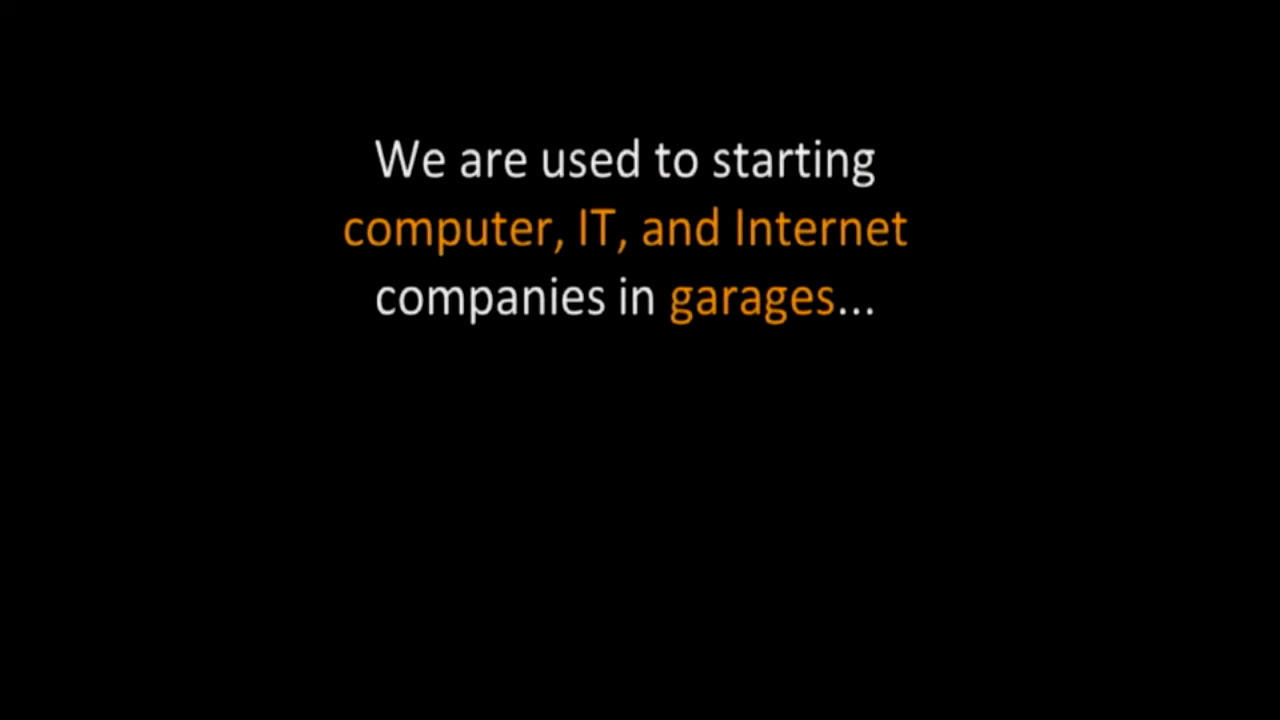 We are used to starting
computer, IT, and Internet
companies in garages...